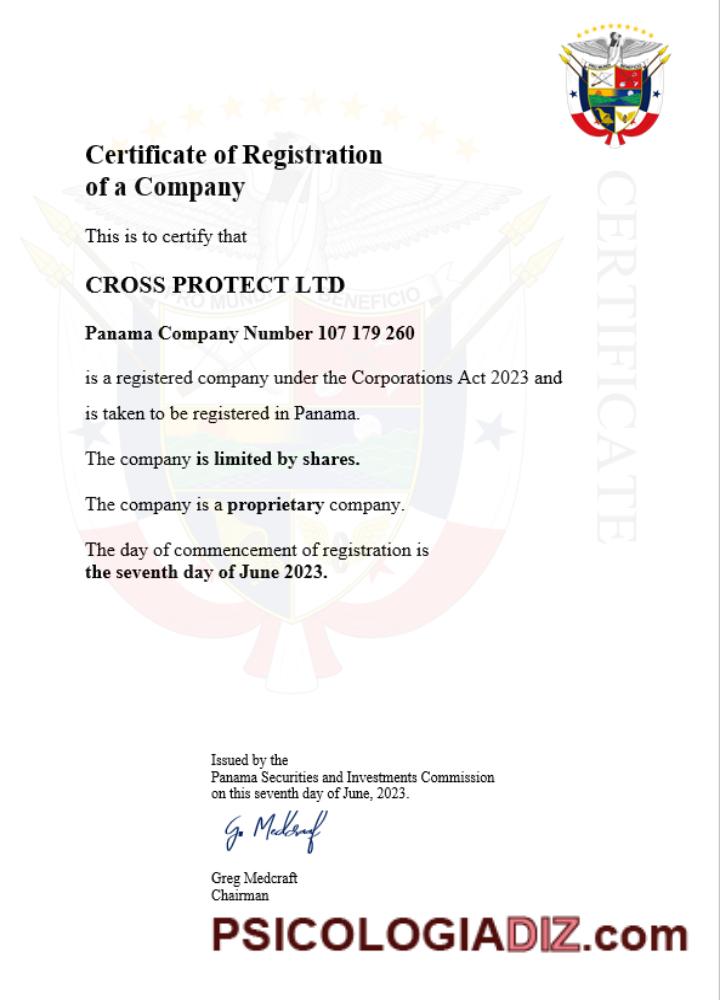 PRO MUNDI BENEFICIO
Certificate of Registration
of a Company
This is to certify that
CROSS PROTECT LTD
PRO MUNDI BENEFICIO
Panama Company Number 107 179 260
is a registered company under the Corporations Act 2023 and
is taken to be registered in Panama.
The company is limited by shares.
The company is a proprietary company.
The day of commencement of registration is
the seventh day of June 2023.
CERTIFICATE
Issued by the
Panama Securities and Investments Commission
on this seventh day of June, 2023.
G. Medcraft
Greg Medcraft
Chairman
PSICOLOGIADIZ.com